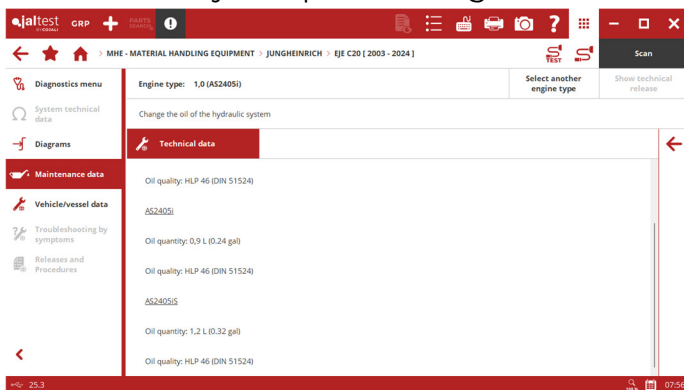 jaltest GRP PARTS SEARCH
BY COJALI
MHE - MATERIAL HANDLING EQUIPMENT > JUNGHEINRICH > EJE C20 [ 2003 - 2024 ]
TEST
Scan
Diagnostics menu
System technical data
Diagrams
Maintenance data
Vehicle/vessel data
Troubleshooting by symptoms
Releases and Procedures
Engine type: 1,0 (AS2405i)
Select another engine type
Show technical release
Change the oil of the hydraulic system
Technical data
Oil quality: HLP 46 (DIN 51524)
AS2405i
Oil quantity: 0,9 L (0.24 gal)
Oil quality: HLP 46 (DIN 51524)
AS2405iS
Oil quantity: 1,2 L (0.32 gal)
Oil quality: HLP 46 (DIN 51524)
25.3
07:56